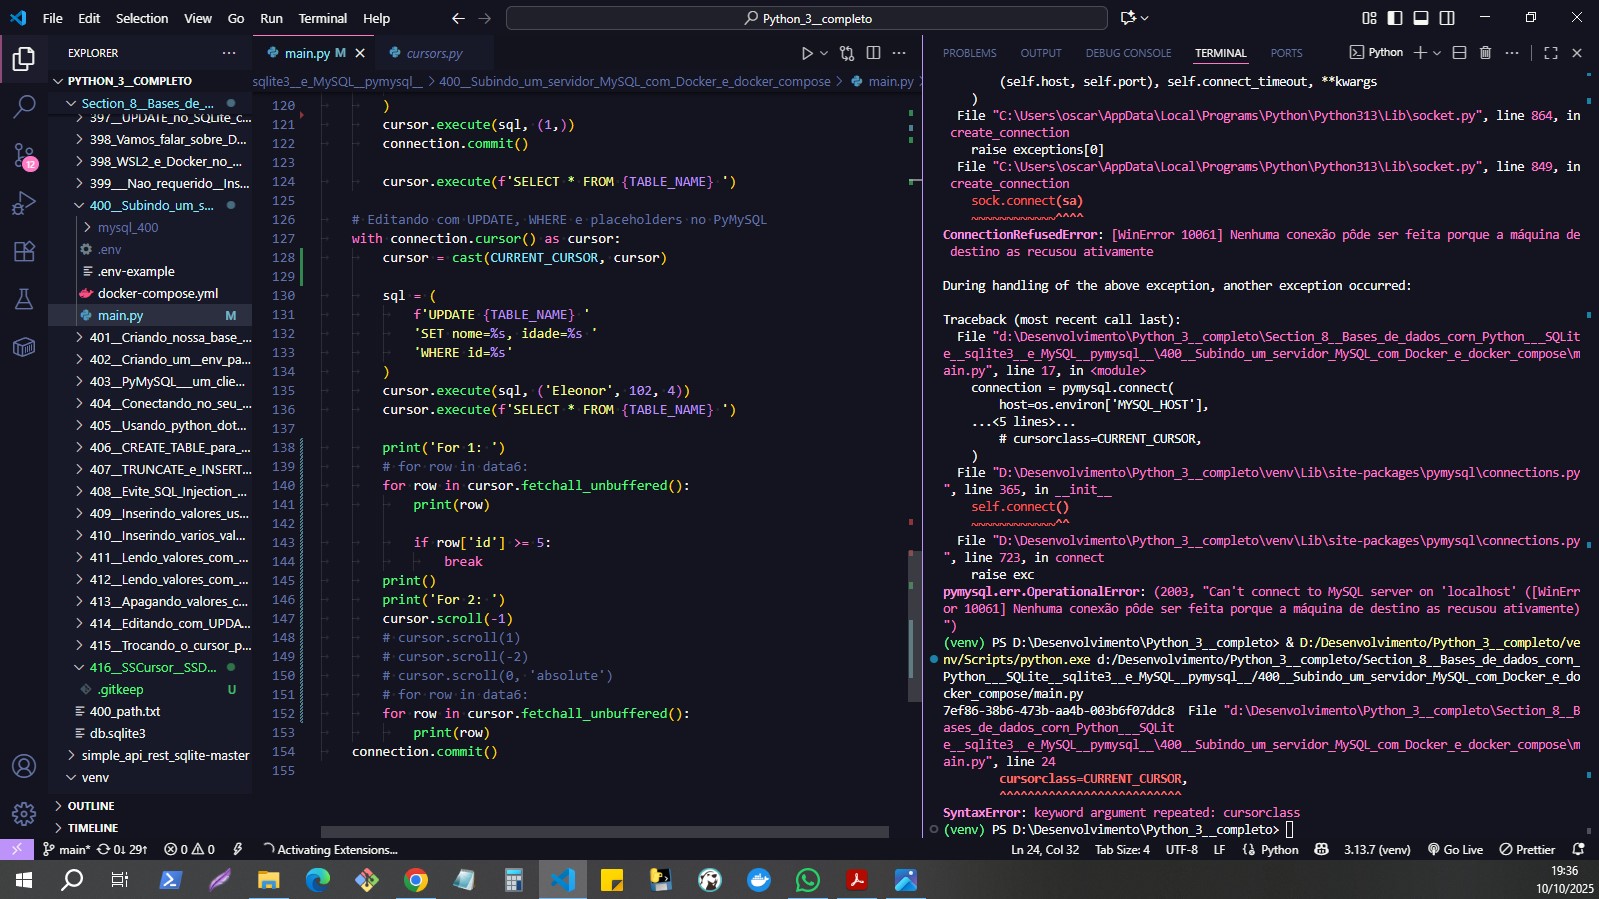 File Edit Selection View Go Run Terminal Help
Python_3__completo
EXPLORER
PYTHON_3__COMPLETO
Section_8__Bases_de_...
397__UPDATE_no_SQLite_c...
398_Vamos_falar_sobre_D...
398_WSL2_e_Docker_no_...
399___Nao_requerido__Ins...
400__Subindo_um_s...
mysql_400
.env
.env-example
docker-compose.yml
main.py M
401__Criando_nossa_base_...
402__Criando_um__env_pa...
403__PyMySQL___um_clie...
404__Conectando_no_seu_...
405__Usando_python_dot...
406__CREATE_TABLE_para_...
407__TRUNCATE_e_INSERT...
408__Evite_SQL_Injection_...
409__Inserindo_valores_us...
410__Inserindo_varios_val...
411__Lendo_valores_com_...
412__Lendo_valores_com_...
413__Apagando_valores_c...
414__Editando_com_UPDA...
415__Trocando_o_cursor_p...
416__SSCursor__SSD...
.gitkeep U
400_path.txt
db.sqlite3
simple_api_rest_sqlite-master
venv
OUTLINE
TIMELINE
12
main.py M
cursors.py
sqlite3__e_MySQL__pymysql__ > 400__Subindo_um_servidor_MySQL_com_Docker_e_docker_compose > main.py
120 )
121 cursor.execute(sql, (1,))
122 connection.commit()
123
124 cursor.execute(f'SELECT * FROM {TABLE_NAME} ')
125
126 # Editando com UPDATE, WHERE e placeholders no PyMySQL
127 with connection.cursor() as cursor:
128 cursor = cast(CURRENT_CURSOR, cursor)
129
130 sql = (
131 f'UPDATE {TABLE_NAME} '
132 'SET nome=%s, idade=%s '
133 'WHERE id=%s'
134 )
135 cursor.execute(sql, ('Eleonor', 102, 4))
136 cursor.execute(f'SELECT * FROM {TABLE_NAME} ')
137
138 print('For 1: ')
139 # for row in data6:
140 for row in cursor.fetchall_unbuffered():
141 print(row)
142
143 if row['id'] >= 5:
144 break
145 print()
146 print('For 2: ')
147 cursor.scroll(-1)
148 # cursor.scroll(1)
149 # cursor.scroll(-2)
150 # cursor.scroll(0, 'absolute')
151 # for row in data6:
152 for row in cursor.fetchall_unbuffered():
153 print(row)
154 connection.commit()
155
PROBLEMS OUTPUT DEBUG CONSOLE TERMINAL PORTS
Python
(self.host, self.port), self.connect_timeout, **kwargs
)
File "C:\Users\oscar\AppData\Local\Programs\Python\Python313\Lib\socket.py", line 864, in
create_connection
raise exceptions[0]
File "C:\Users\oscar\AppData\Local\Programs\Python\Python313\Lib\socket.py", line 849, in
create_connection
sock.connect(sa)
~~~~~~~~~~~~^^^^
ConnectionRefusedError: [WinError 10061] Nenhuma conexão pôde ser feita porque a máquina de
destino as recusou ativamente
During handling of the above exception, another exception occurred:
Traceback (most recent call last):
File "d:\Desenvolvimento\Python_3__completo\Section_8__Bases_de_dados_corn_Python___SQLit
e__sqlite3__e_MySQL__pymysql__\400__Subindo_um_servidor_MySQL_com_Docker_e_docker_compose\m
ain.py", line 17, in <module>
connection = pymysql.connect(
host=os.environ['MYSQL_HOST'],
...<5 lines>...
# cursorclass=CURRENT_CURSOR,
)
File "D:\Desenvolvimento\Python_3__completo\venv\Lib\site-packages\pymysql\connections.py
", line 365, in __init__
self.connect()
~~~~~~~~~~~~^^
File "D:\Desenvolvimento\Python_3__completo\venv\Lib\site-packages\pymysql\connections.py
", line 723, in connect
raise exc
pymysql.err.OperationalError: (2003, "Can't connect to MySQL server on 'localhost' ([WinErr
or 10061] Nenhuma conexão pôde ser feita porque a máquina de destino as recusou ativamente)
")
(venv) PS D:\Desenvolvimento\Python_3__completo> & D:/Desenvolvimento/Python_3__completo/ve
nv/Scripts/python.exe d:/Desenvolvimento/Python_3__completo/Section_8__Bases_de_dados_corn_
Python___SQLite__sqlite3__e_MySQL__pymysql__/400__Subindo_um_servidor_MySQL_com_Docker_e_do
cker_compose/main.py
7ef86-38b6-473b-aa4b-003b6f07ddc8 File "d:\Desenvolvimento\Python_3__completo\Section_8__B
ases_de_dados_corn_Python___SQLit
e__sqlite3__e_MySQL__pymysql__\400__Subindo_um_servidor_MySQL_com_Docker_e_docker_compose\m
ain.py", line 24
cursorclass=CURRENT_CURSOR,
^^^^^^^^^^^^^^^^^^^^^^^^^^
SyntaxError: keyword argument repeated: cursorclass
(venv) PS D:\Desenvolvimento\Python_3__completo>
main* 0↓ 29↑ 0 0 Activating Extensions... Ln 24, Col 32 Tab Size: 4 UTF-8 LF Python 3.13.7 (venv) Go Live Prettier
19:36
10/10/2025